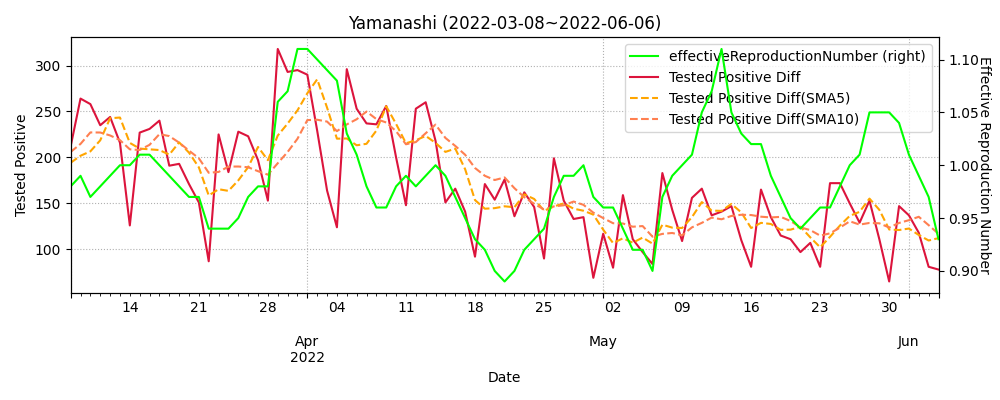 Yamanashi (2022-03-08~2022-06-06)
effectiveReproductionNumber (right)
Tested Positive Diff
Tested Positive Diff(SMA5)
Tested Positive Diff(SMA10)
Tested Positive
300
250
200
150
100
1.10
1.05
1.00
0.95
0.90
Effective Reproduction Number
14 21 28 04 11 18 25 02 09 16 23 30
Apr May Jun
2022
Date